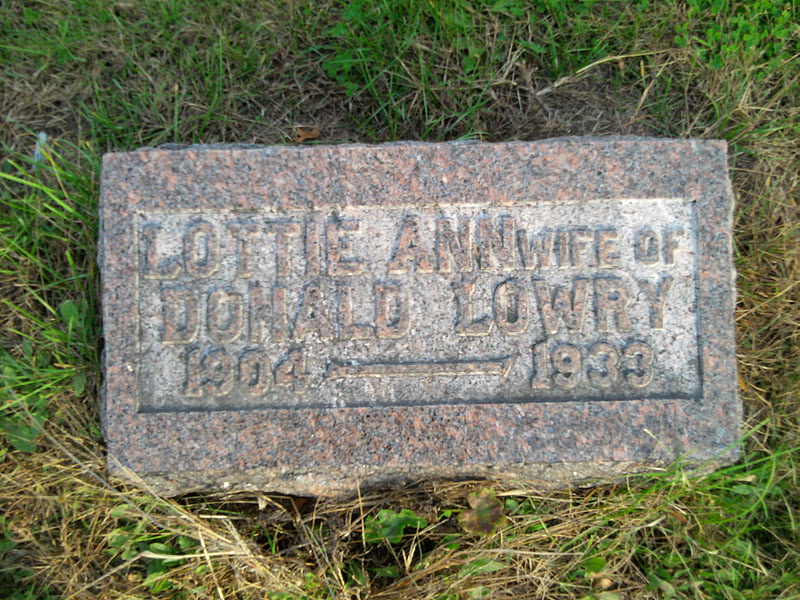 LOTTIE ANN WIFE OF
DONALD LOWRY
1904 1933